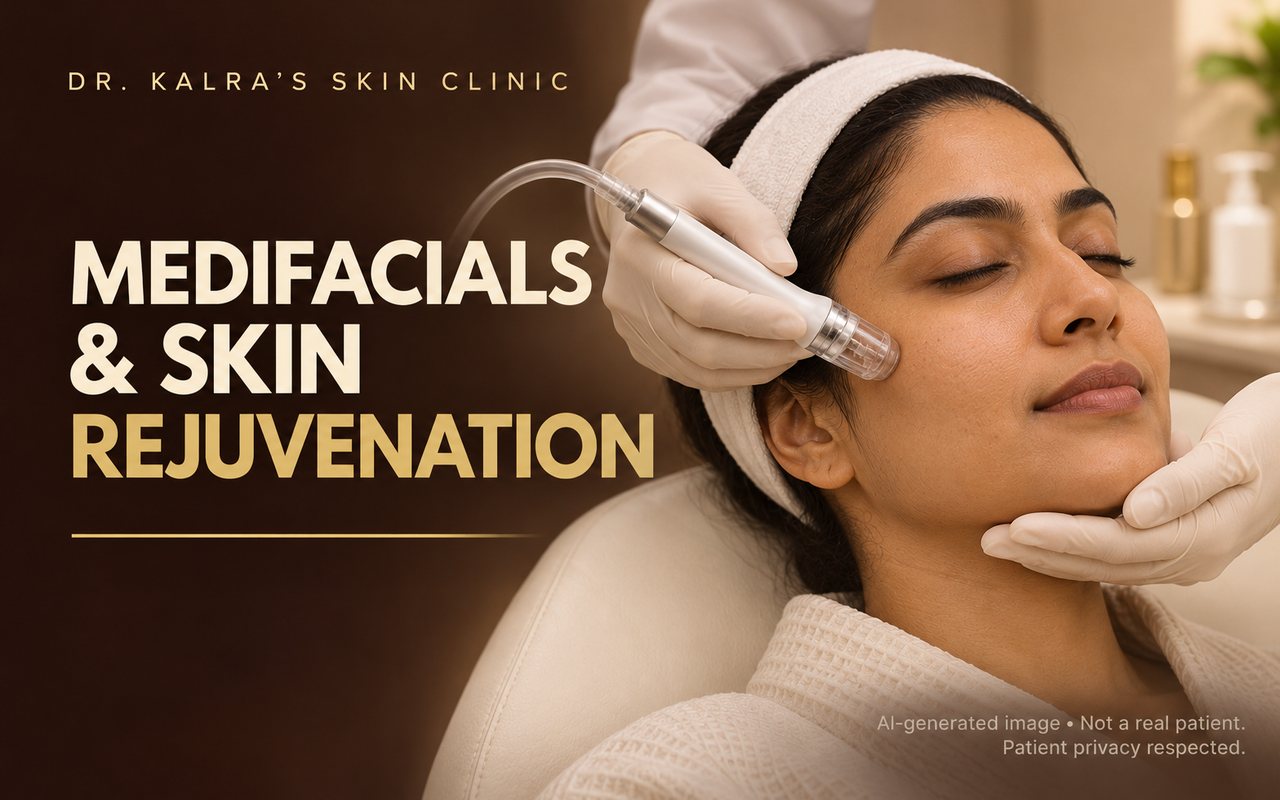 DR. KALRA’S SKIN CLINIC
MEDIFACIALS
& SKIN
REJUVENATION
AI-generated image • Not a real patient.
Patient privacy respected.